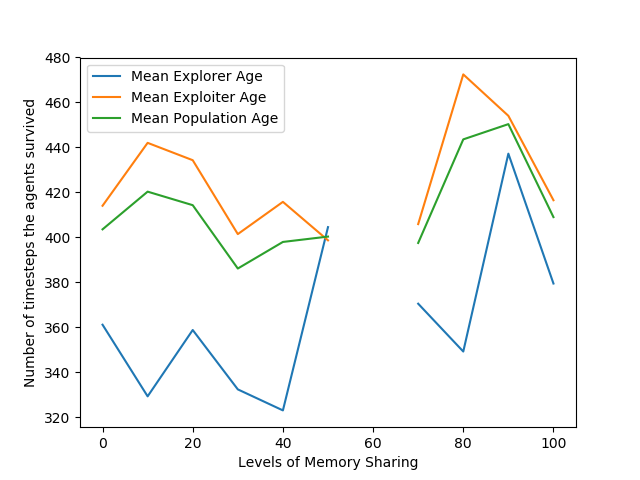 Mean Explorer Age
Mean Exploiter Age
Mean Population Age
Number of timesteps the agents survived
480
460
440
420
400
380
360
340
320
0 20 40 60 80 100
Levels of Memory Sharing